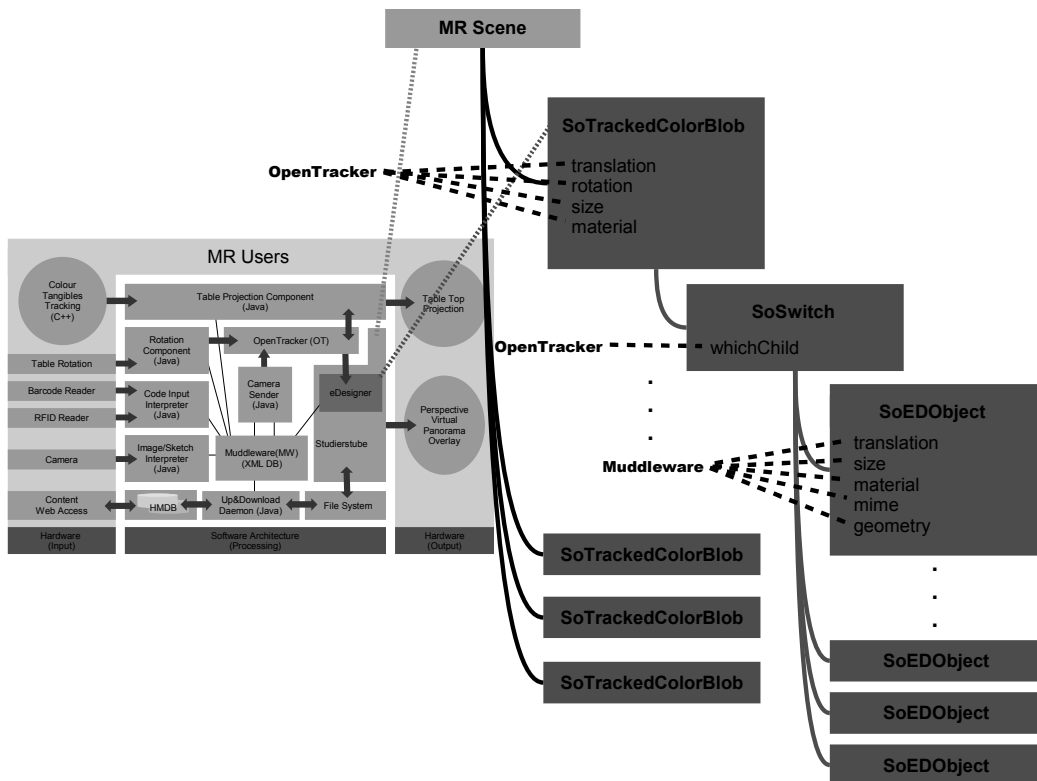 MR Scene
SoTrackedColorBlob
OpenTracker
translation
rotation
size
material
SoSwitch
OpenTracker
whichChild
.
.
.
SoEDObject
Muddleware
translation
size
material
mime
geometry
.
.
.
SoTrackedColorBlob
SoTrackedColorBlob
SoTrackedColorBlob
SoEDObject
SoEDObject
SoEDObject
MR Users
Colour
Tangibles
Tracking
(C++)
Table Projection Component
(Java)
Table Top
Projection
Rotation
Component
(Java)
OpenTracker (OT)
Table Rotation
Barcode Reader
RFID Reader
Code Input
Interpreter
(Java)
Camera
Sender
(Java)
eDesigner
Perspective
Virtual
Panorama
Overlay
Camera
Image/Sketch
Interpreter
(Java)
Muddleware(MW)
(XML DB)
Studierstube
Content
Web Access
HMDB
Up&Download
Daemon (Java)
File System
Hardware
(Input)
Software Architecture
(Processing)
Hardware
(Output)